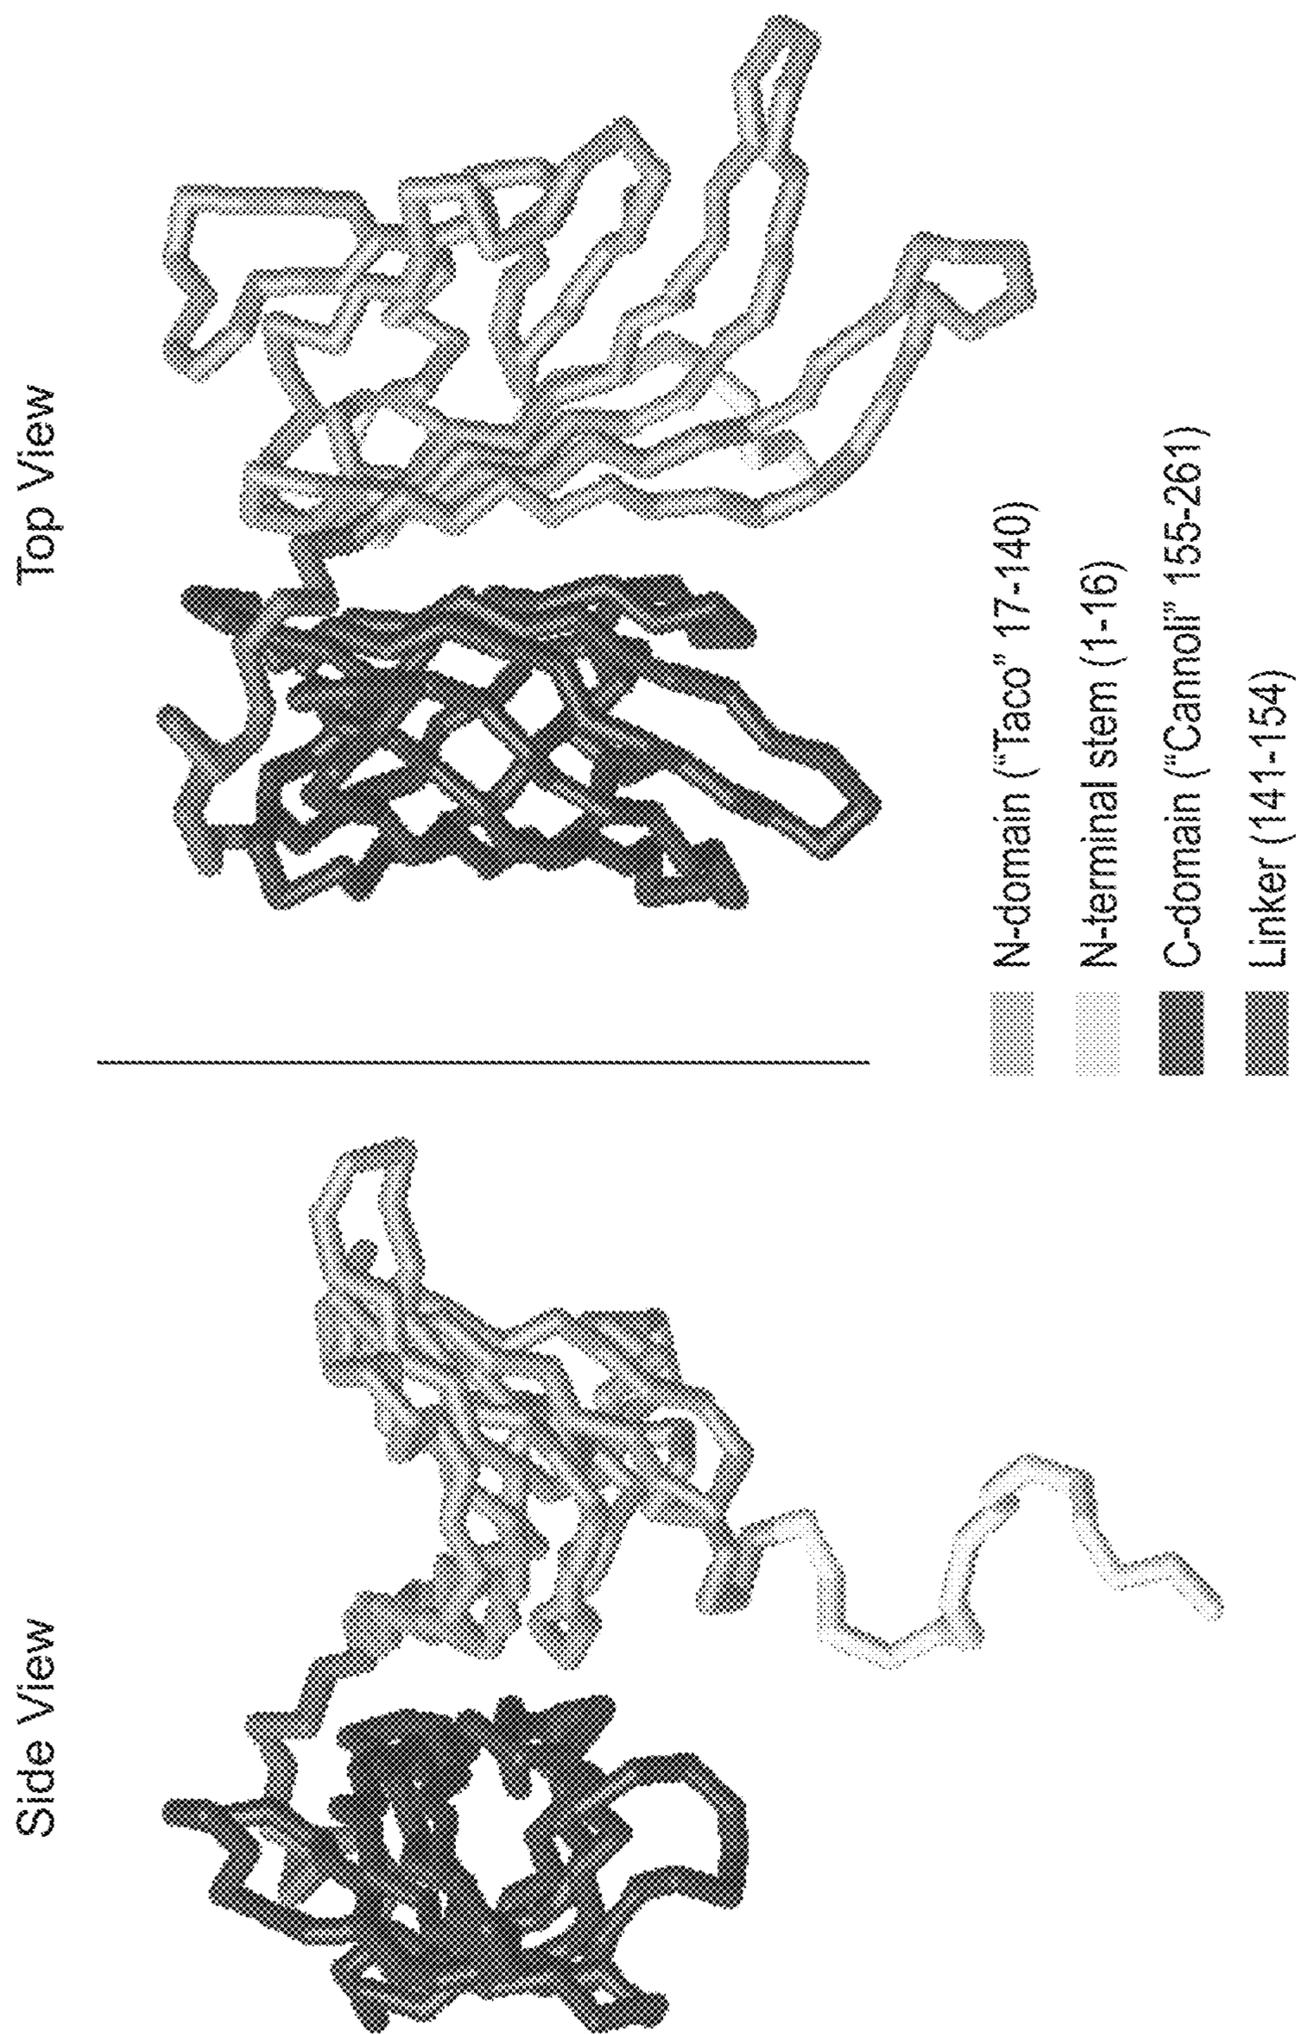 Side View
Top View
N-domain (“Taco” 17-140)
N-terminal stem (1-16)
C-domain (“Cannoli” 155-261)
Linker (141-154)